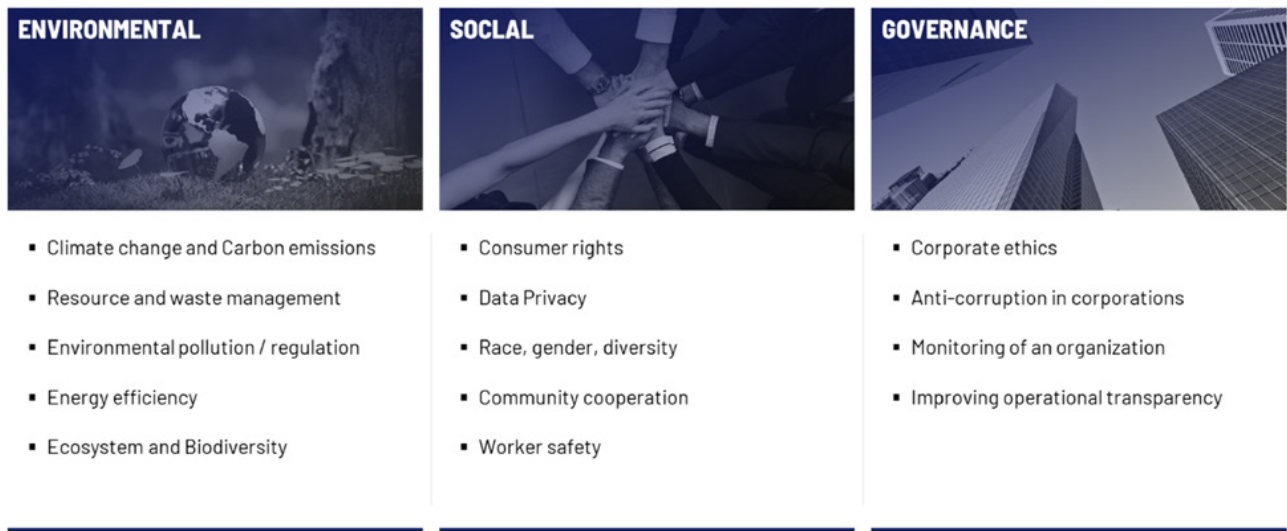 ENVIRONMENTAL
Climate change and Carbon emissions
Resource and waste management
Environmental pollution / regulation
Energy efficiency
Ecosystem and Biodiversity
SOCLAL
Consumer rights
Data Privacy
Race, gender, diversity
Community cooperation
Worker safety
GOVERNANCE
Corporate ethics
Anti-corruption in corporations
Monitoring of an organization
Improving operational transparency